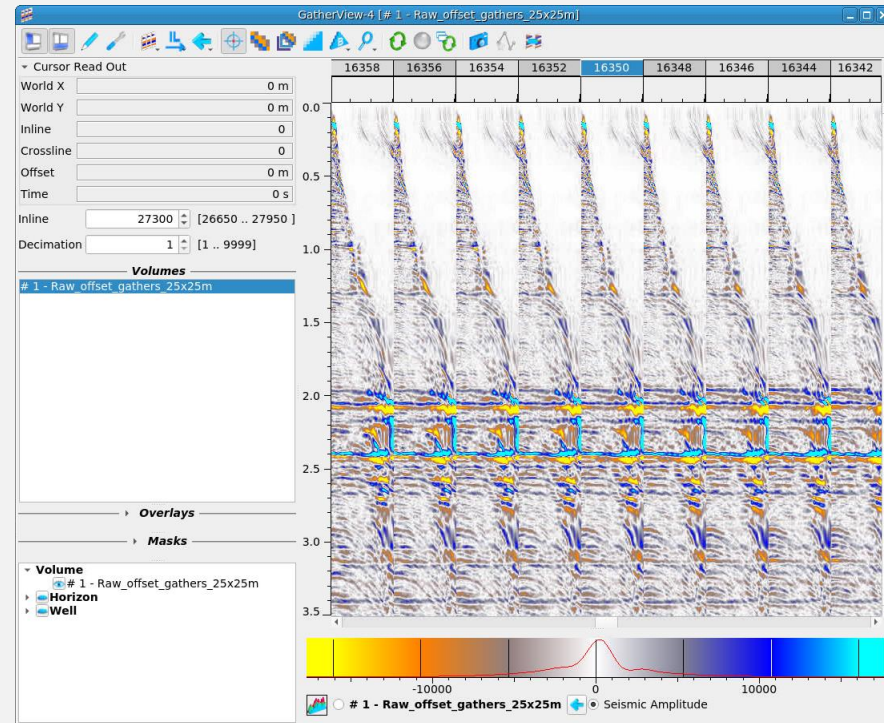 GatherView-4 [# 1 - Raw_offset_gathers_25x25m]
Cursor Read Out
World X 0 m
World Y 0 m
Inline 0
Crossline 0
Offset 0 m
Time 0 s
Inline 27300 [26650 .. 27950 ]
Decimation 1 [1 .. 9999]
Volumes
# 1 - Raw_offset_gathers_25x25m
Overlays
Masks
Volume
# 1 - Raw_offset_gathers_25x25m
Horizon
Well
16358 16356 16354 16352 16350 16348 16346 16344 16342
0.0
0.5
1.0
1.5
2.0
2.5
3.0
3.5
-10000 0 10000
# 1 - Raw_offset_gathers_25x25m Seismic Amplitude